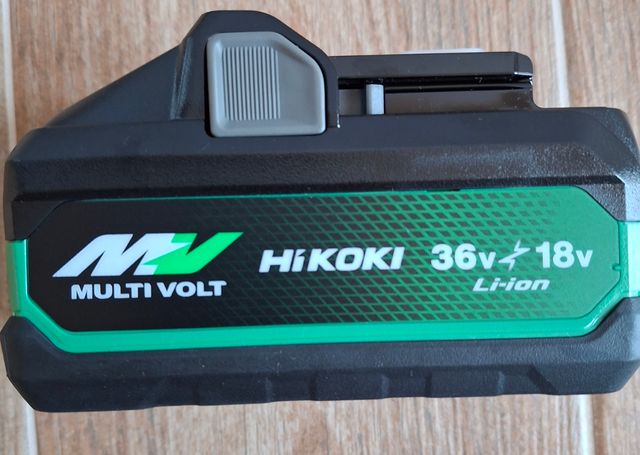 MV
MULTI VOLT
HiKOKI
36V⚡18V
Li-ion